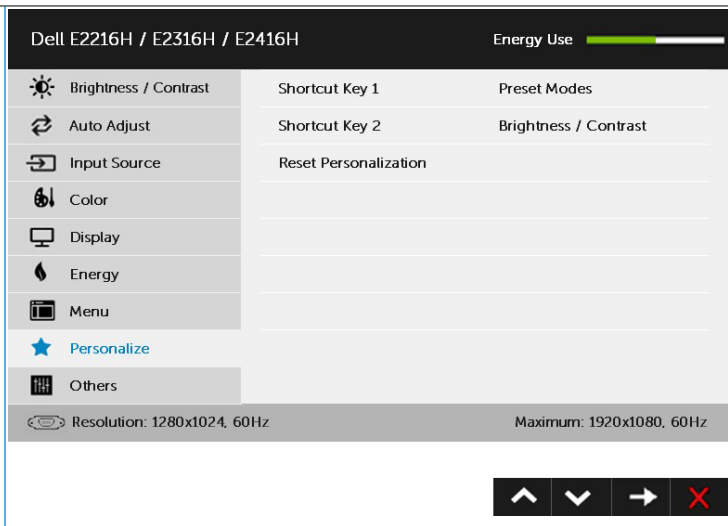 Dell E2216H / E2316H / E2416H Energy Use
Brightness / Contrast Shortcut Key 1 Preset Modes
Auto Adjust Shortcut Key 2 Brightness / Contrast
Input Source Reset Personalization
Color
Display
Energy
Menu
Personalize
Others
Resolution: 1280x1024, 60Hz Maximum: 1920x1080, 60Hz